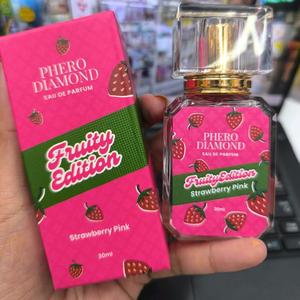 PHERO
DIAMOND
EAU DE PARFUM
Fruity
Edition
Strawberry Pink
30ml
PHERO
DIAMOND
EAU DE PARFUM
Fruity Edition
Strawberry Pink
30ml